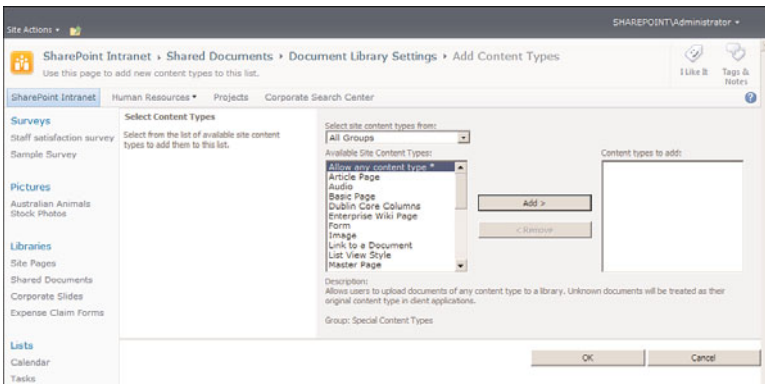 SHAREPOINT\Administrator
Site Actions
SharePoint Intranet › Shared Documents › Document Library Settings › Add Content Types
Use this page to add new content types to this list.
I Like It
Tags &
Notes
SharePoint Intranet
Human Resources
Projects
Corporate Search Center
Surveys
Staff satisfaction survey
Sample Survey
Pictures
Australian Animals
Stock Photos
Libraries
Site Pages
Shared Documents
Corporate Slides
Expense Claim Forms
Lists
Calendar
Tasks
Select Content Types
Select from the list of available site content
types to add them to this list.
Select site content types from:
All Groups
Available Site Content Types:
Allow any content type *
Article Page
Audio
Basic Page
Dublin Core Columns
Enterprise Wiki Page
Form
Image
Link to a Document
List View Style
Master Page
Add >
< Remove
Content types to add:
Description:
Allows users to upload documents of any content type to a library. Unknown documents will be treated as their
original content type in client applications.
Group: Special Content Types
OK
Cancel